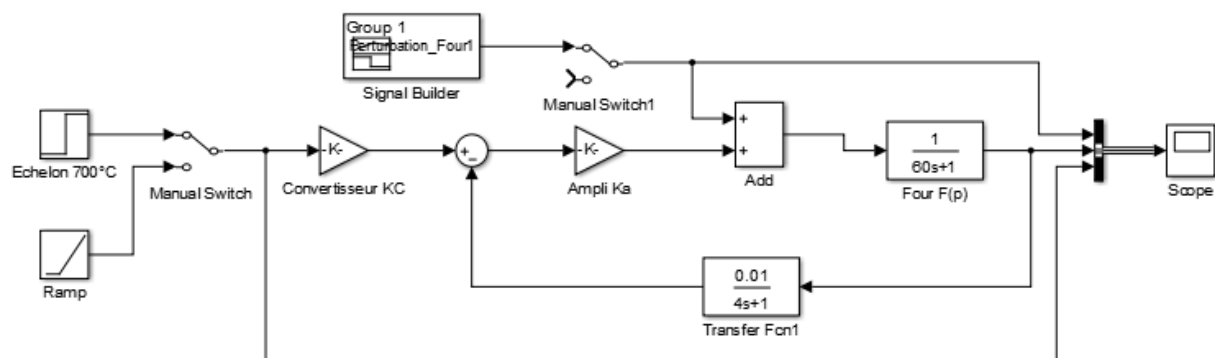 Group 1
Perturbation_Four1
Signal Builder
Manual Switch1
Echelon 700°C
Manual Switch
-K-
Convertisseur KC
+
-
-K-
Ampli Ka
+
+
Add
1
60s+1
Four F(p)
Scope
Ramp
0.01
4s+1
Transfer Fcn1